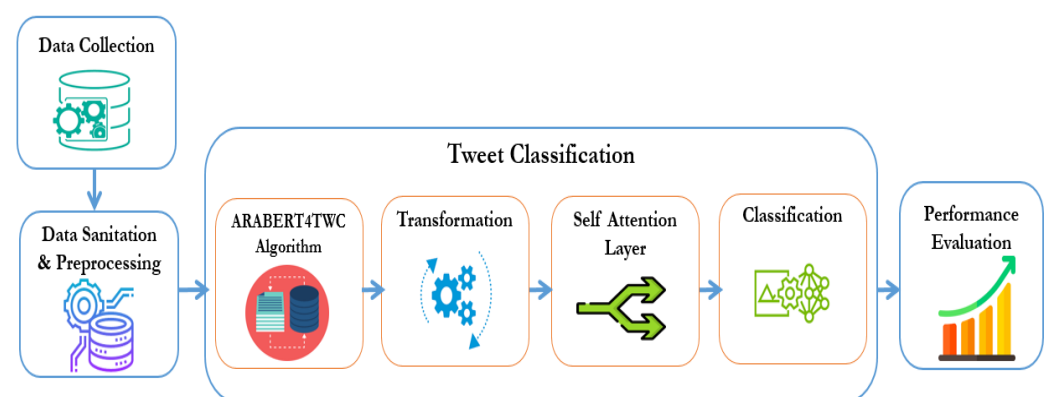 Data Collection
Data Sanitation
& Preprocessing
Tweet Classification
ARABERT4TWC
Algorithm
Transformation
Self Attention
Layer
Classification
Performance
Evaluation